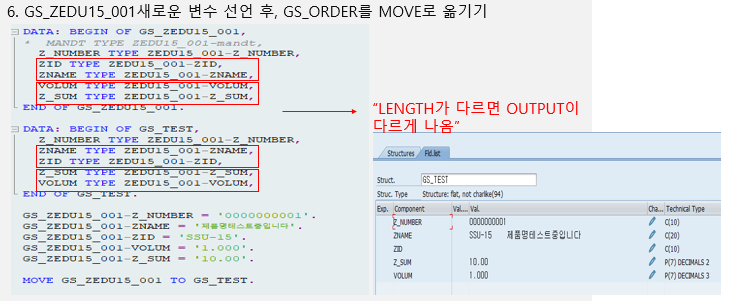 6. GS_ZEDU15_001새로운 변수 선언 후, GS_ORDER를 MOVE로 옮기기
DATA: BEGIN OF GS_ZEDU15_001,
* MANDT TYPE ZEDU15_001-mandt,
Z_NUMBER TYPE ZEDU15_001-Z_NUMBER,
ZID TYPE ZEDU15_001-ZID,
ZNAME TYPE ZEDU15_001-ZNAME,
VOLUM TYPE ZEDU15_001-VOLUM,
Z_SUM TYPE ZEDU15_001-Z_SUM,
END OF GS_ZEDU15_001.
DATA: BEGIN OF GS_TEST,
Z_NUMBER TYPE ZEDU15_001-Z_NUMBER,
ZNAME TYPE ZEDU15_001-ZNAME,
ZID TYPE ZEDU15_001-ZID,
Z_SUM TYPE ZEDU15_001-Z_SUM,
VOLUM TYPE ZEDU15_001-VOLUM,
END OF GS_TEST.
GS_ZEDU15_001-Z_NUMBER = '0000000001'.
GS_ZEDU15_001-ZNAME = '제품명테스트중입니다'.
GS_ZEDU15_001-ZID = 'SSU-15'.
GS_ZEDU15_001-VOLUM = '1.000'.
GS_ZEDU15_001-Z_SUM = '10.00'.
MOVE GS_ZEDU15_001 TO GS_TEST.
“LENGTH가 다르면 OUTPUT이
다르게 나옴”
Structures Fld.list
Struct. GS_TEST
Struc. Type Structure: flat, not charlike(94)
Exp. Component Val... Val. Cha... Technical Type
Z_NUMBER 0000000001 C(10)
ZNAME SSU-15 제품명테스트중입니다 C(20)
ZID C(10)
Z_SUM 10.00 P(7) DECIMALS 2
VOLUM 1.000 P(7) DECIMALS 3